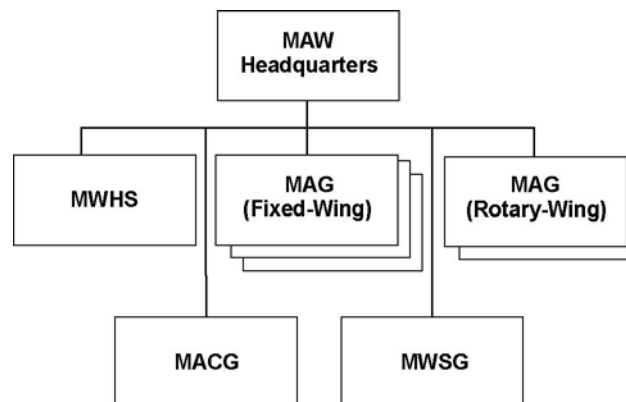 MAW
Headquarters
MWHS
MAG
(Fixed-Wing)
MAG
(Rotary-Wing)
MACG
MWSG